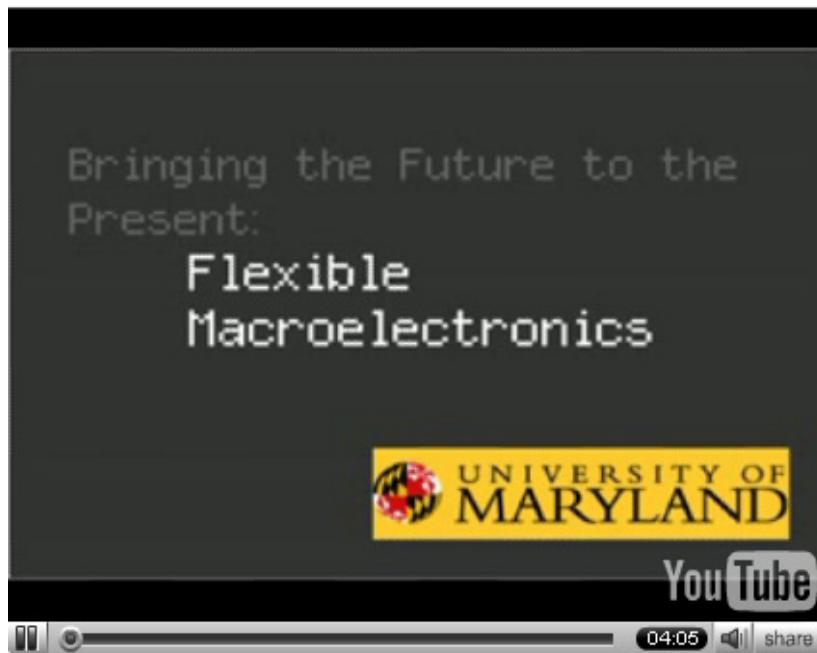 Bringing the Future to the
Present:
Flexible
Macroelectronics
UNIVERSITY OF
MARYLAND
YouTube
04:05
share